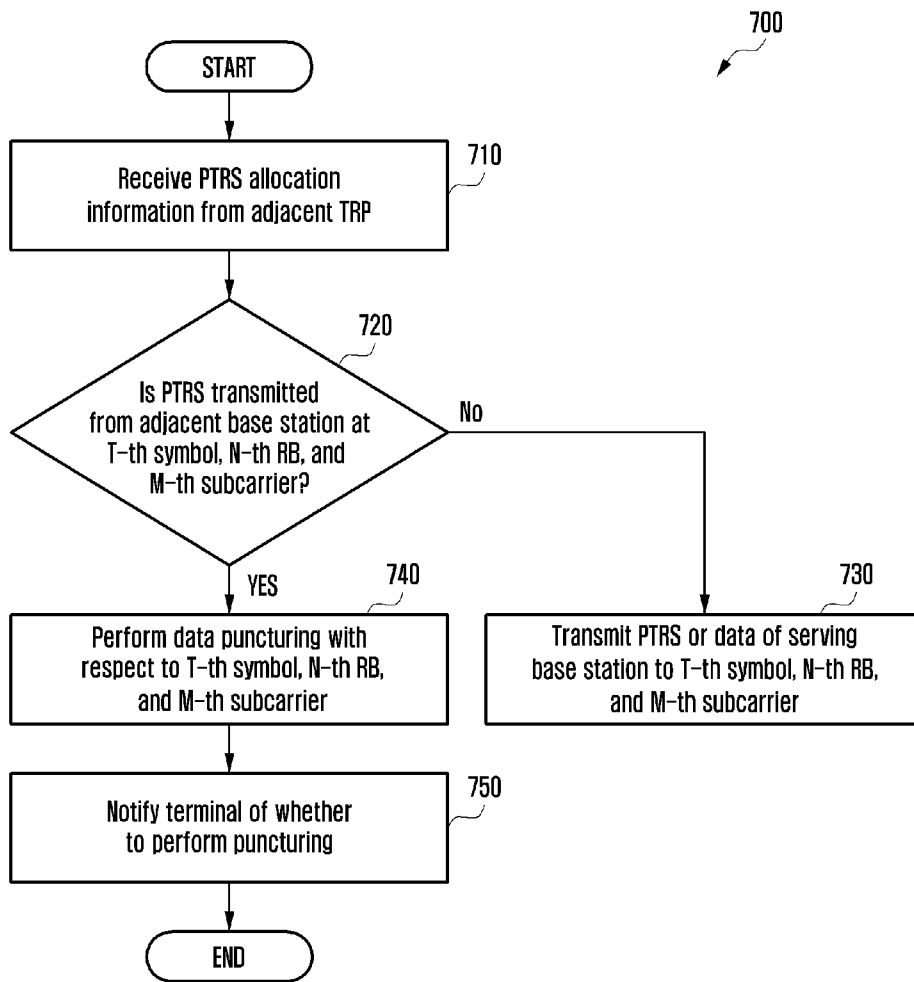 700
START
710
Receive PTRS allocation
information from adjacent TRP
720
Is PTRS transmitted
from adjacent base station at
T-th symbol, N-th RB, and
M-th subcarrier?
No
YES
740
Perform data puncturing with
respect to T-th symbol, N-th RB,
and M-th subcarrier
730
Transmit PTRS or data of serving
base station to T-th symbol, N-th RB,
and M-th subcarrier
750
Notify terminal of whether
to perform puncturing
END